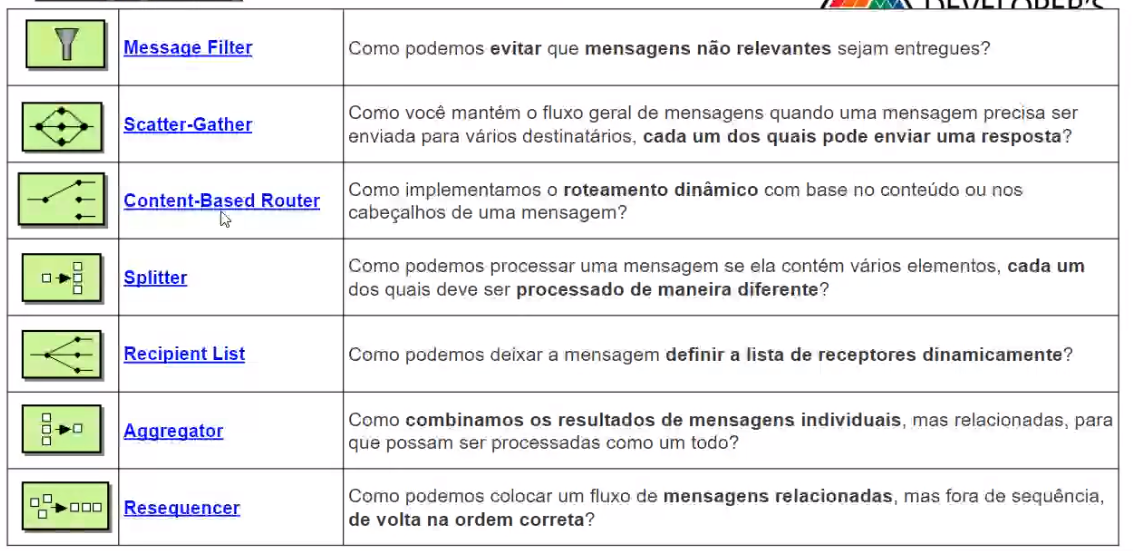 DEVELOPER'S
Message Filter
Como podemos evitar que mensagens não relevantes sejam entregues?
Scatter-Gather
Como você mantém o fluxo geral de mensagens quando uma mensagem precisa ser
enviada para vários destinatários, cada um dos quais pode enviar uma resposta?
Content-Based Router
Como implementamos o roteamento dinâmico com base no conteúdo ou nos
cabeçalhos de uma mensagem?
Splitter
Como podemos processar uma mensagem se ela contém vários elementos, cada um
dos quais deve ser processado de maneira diferente?
Recipient List
Como podemos deixar a mensagem definir a lista de receptores dinamicamente?
Aggregator
Como combinamos os resultados de mensagens individuais, mas relacionadas, para
que possam ser processadas como um todo?
Resequencer
Como podemos colocar um fluxo de mensagens relacionadas, mas fora de sequência,
de volta na ordem correta?